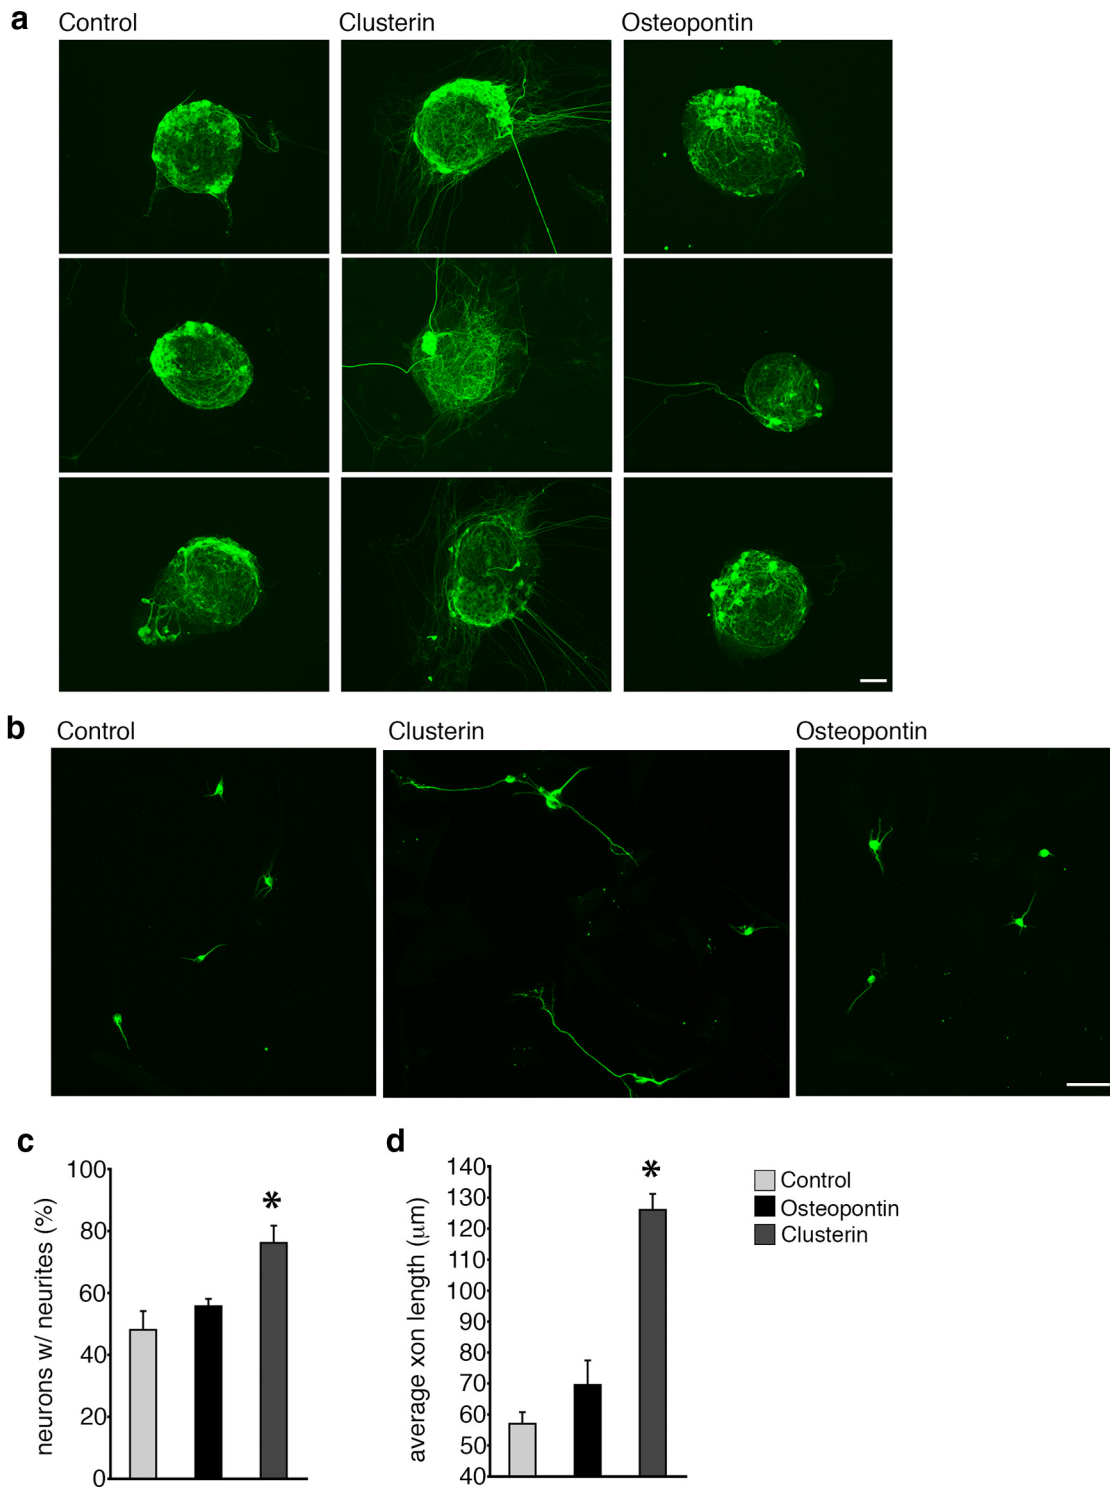 a
Control Clusterin Osteopontin
b
Control Clusterin Osteopontin
c
100
80
60
40
20
0
neurons w/ neurites (%)
*
d
140
130
120
110
100
90
80
70
60
50
40
average xon length (μm)
*
Control
Osteopontin
Clusterin